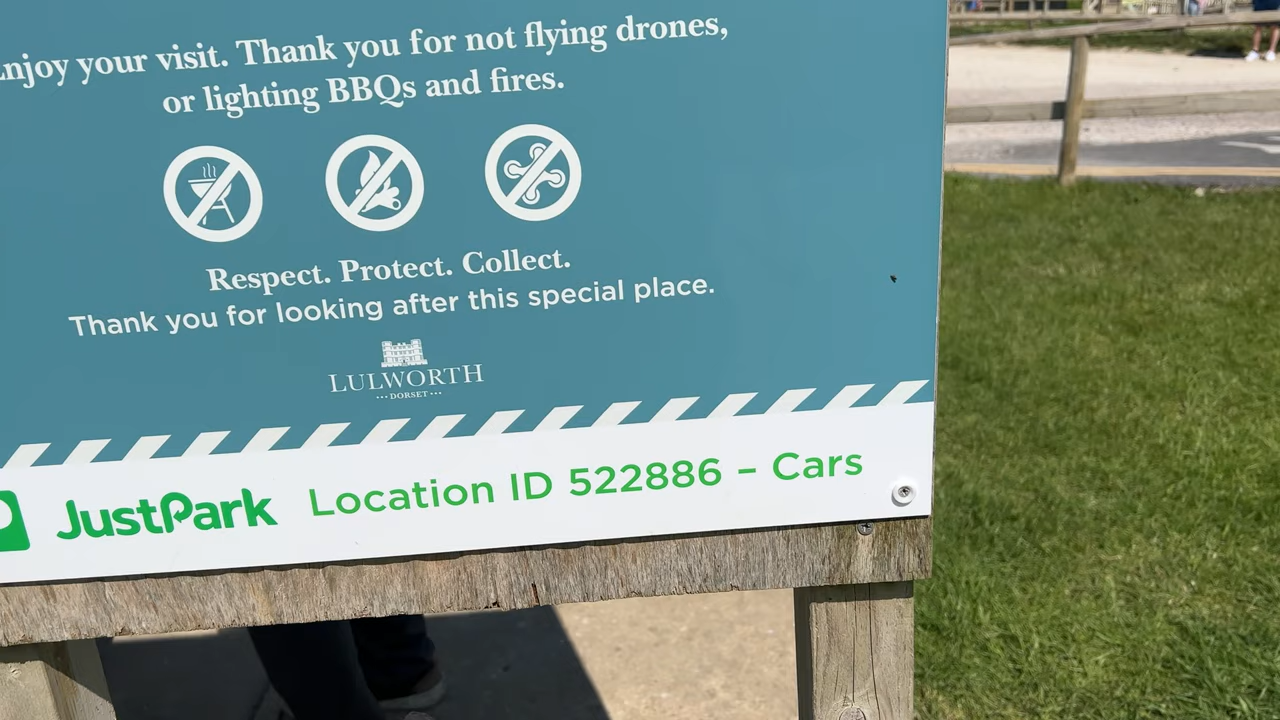 Enjoy your visit. Thank you for not flying drones,
or lighting BBQs and fires.
Respect. Protect. Collect.
Thank you for looking after this special place.
LULWORTH
DORSET
JustPark Location ID 522886 – Cars